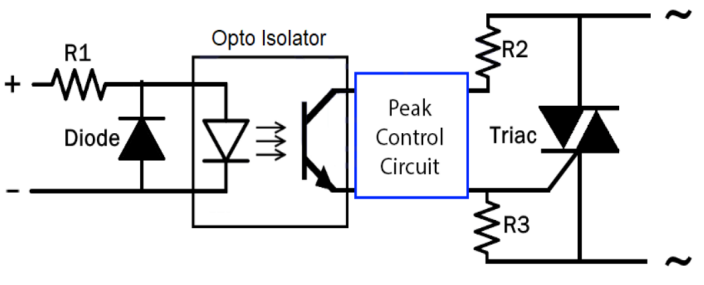 Opto Isolator
R1
R2
+
Diode
Peak
Control
Circuit
Triac
-
R3
~
~